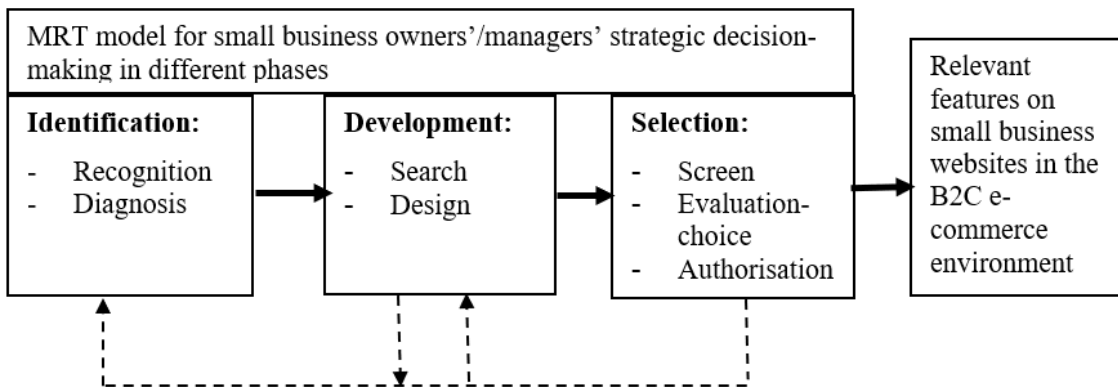 MRT model for small business owners’/managers’ strategic decision-
making in different phases
Identification:
- Recognition
- Diagnosis
Development:
- Search
- Design
Selection:
- Screen
- Evaluation-
choice
- Authorisation
Relevant
features on
small business
websites in the
B2C e-
commerce
environment